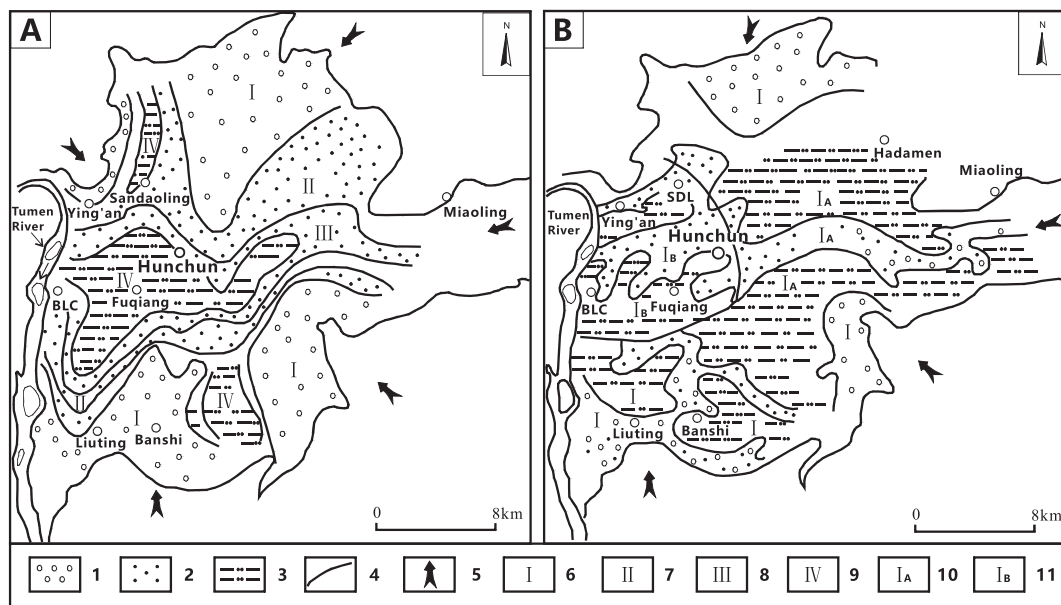 A
N
I
IV
Sandaoling
Ying'an
II
Tumen
River
Miaoling
III
Hunchun
IV
Fuqiang
BLC
I
II
IV
I
Liuting
Banshi
0 8km
B
N
I
Hadamen
Miaoling
SDL
IA
Ying'an
Tumen
River
Hunchun
IA
IB
IA
BLC
IB
Fuqiang
I
I
I
Liuting
Banshi
I
0 8km
1 2 3 4 5 I 6 II 7 III 8 IV 9 IA 10 IB 11